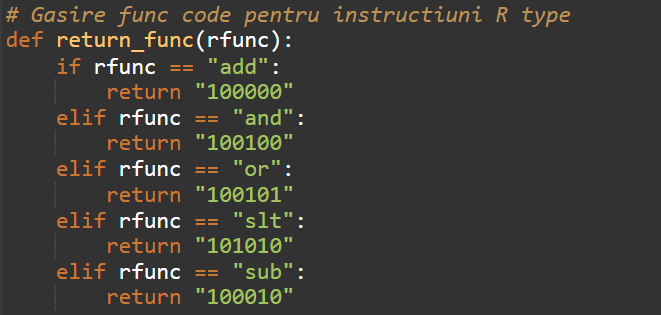 # Gasire func code pentru instructiuni R type
def return_func(rfunc):
    if rfunc == "add":
        return "100000"
    elif rfunc == "and":
        return "100100"
    elif rfunc == "or":
        return "100101"
    elif rfunc == "slt":
        return "101010"
    elif rfunc == "sub":
        return "100010"